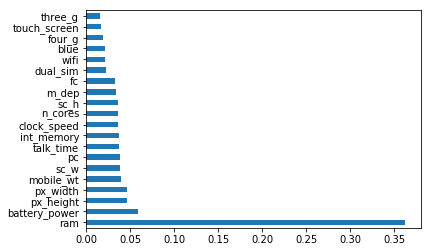 three_g
touch_screen
four_g
blue
wifi
dual_sim
fc
m_dep
sc_h
n_cores
clock_speed
int_memory
talk_time
pc
sc_w
mobile_wt
px_width
px_height
battery_power
ram
0.00 0.05 0.10 0.15 0.20 0.25 0.30 0.35